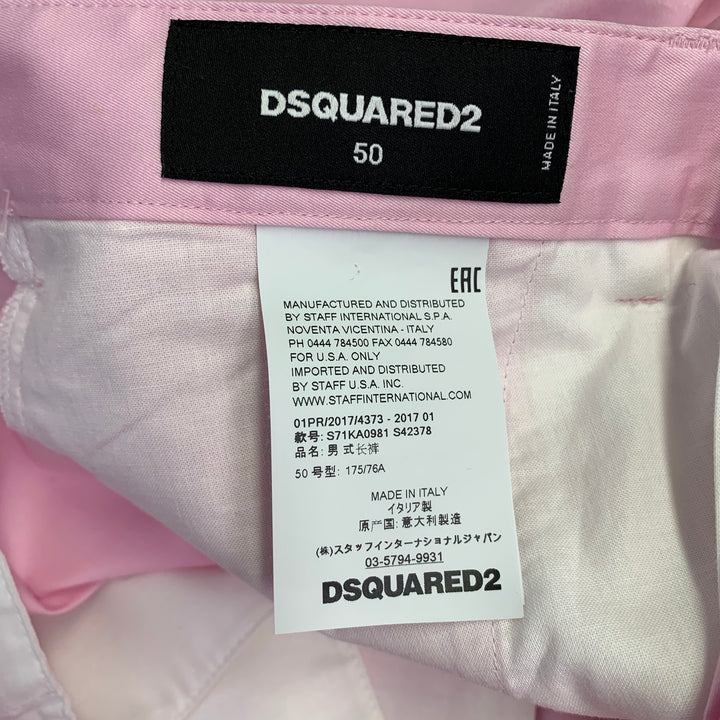 DSQUARED2
50
MADE IN ITALY
EAC
MANUFACTURED AND DISTRIBUTED
BY STAFF INTERNATIONAL S.P.A.
NOVENTA VICENTINA - ITALY
PH 0444 784500 FAX 0444 784580
FOR U.S.A. ONLY
IMPORTED AND DISTRIBUTED
BY STAFF U.S.A. INC.
WWW.STAFFINTERNATIONAL.COM
01PR/2017/4373 - 2017 01
款号: S71KA0981 S42378
品名: 男 式长裤
50 号型: 175/76A
MADE IN ITALY
イタリア製
原产国: 意大利製造
(株)スタッフインターナショナルジャパン
03-5794-9931
DSQUARED2